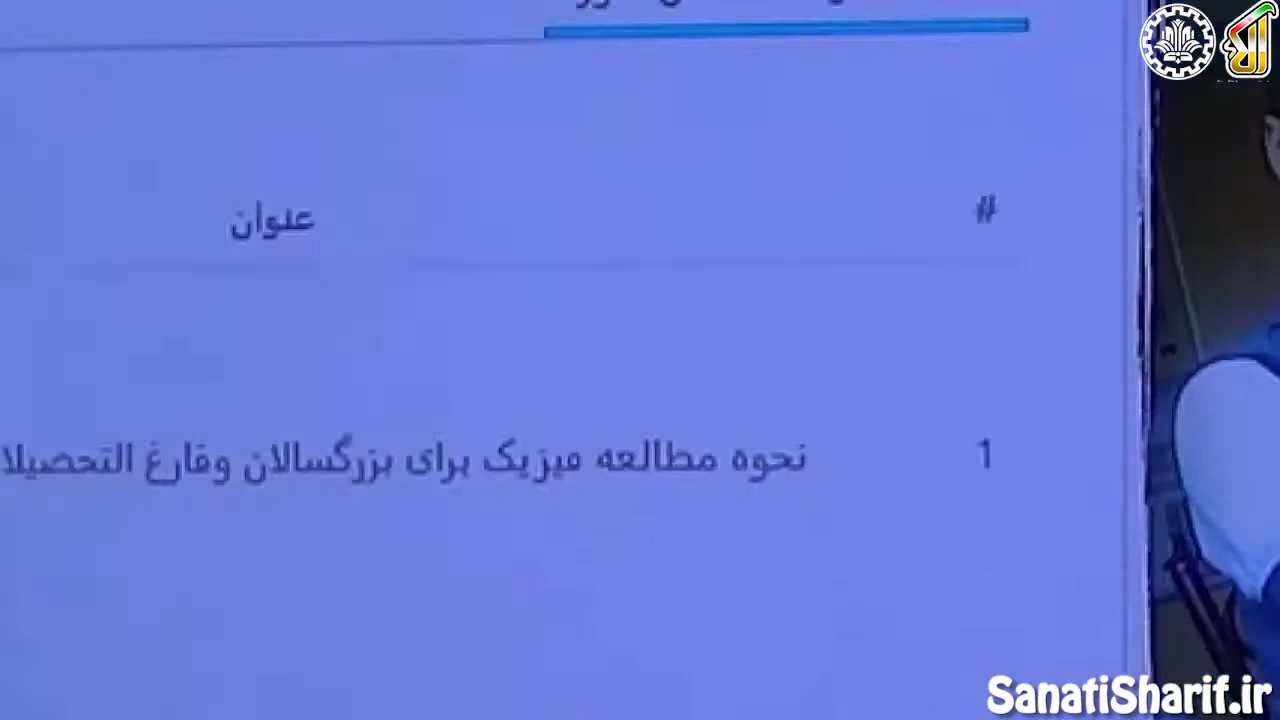 # عنوان
1 نحوه مطالعه فیزیک برای بزرگسالان وفارغ التحصیلا
SanatiSharif.ir